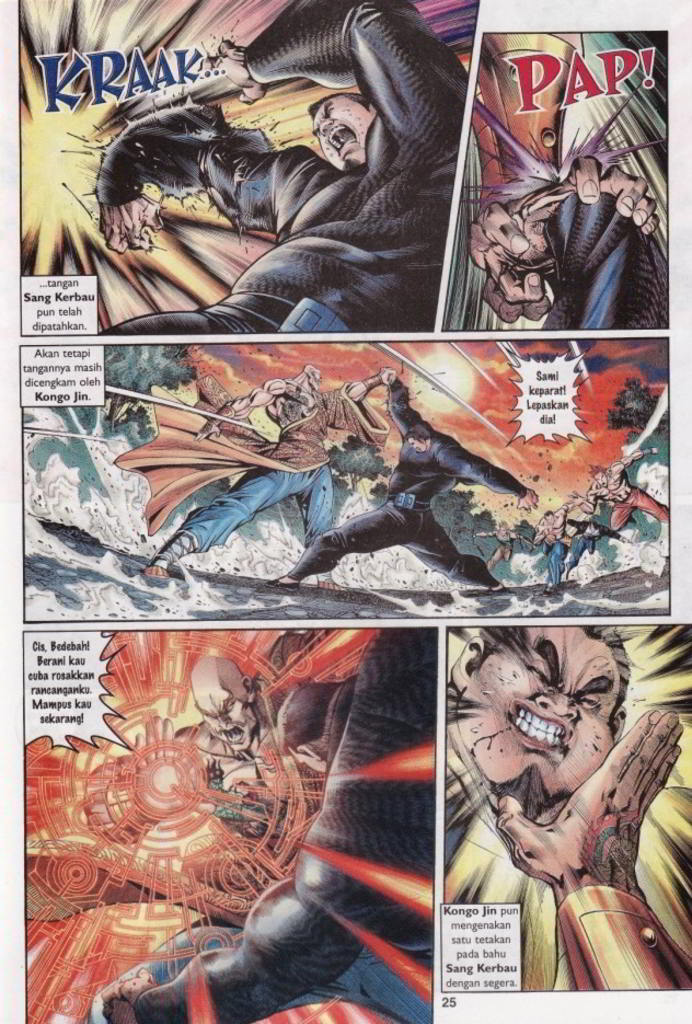 KRAAK...
PAP!
...tangan
Sang Kerbau
pun telah
dipatahkan.
Akan tetapi
tangannya masih
dicengkam oleh
Kongo Jin.
Sami
keparat!
Lepaskan
dia!
Cis, Bedebah!
Berani kau
cuba rosakkan
rancanganku.
Mampus kau
sekarang!
Kongo Jin pun
mengenakan
satu tetakan
pada bahu
Sang Kerbau
dengan segera.
25